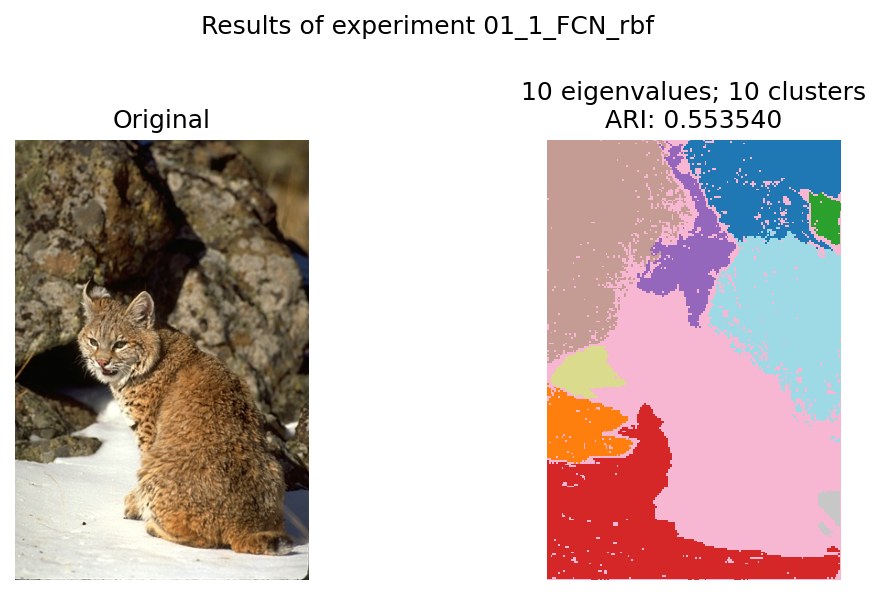 Results of experiment 01_1_FCN_rbf
Original
10 eigenvalues; 10 clusters
ARI: 0.553540